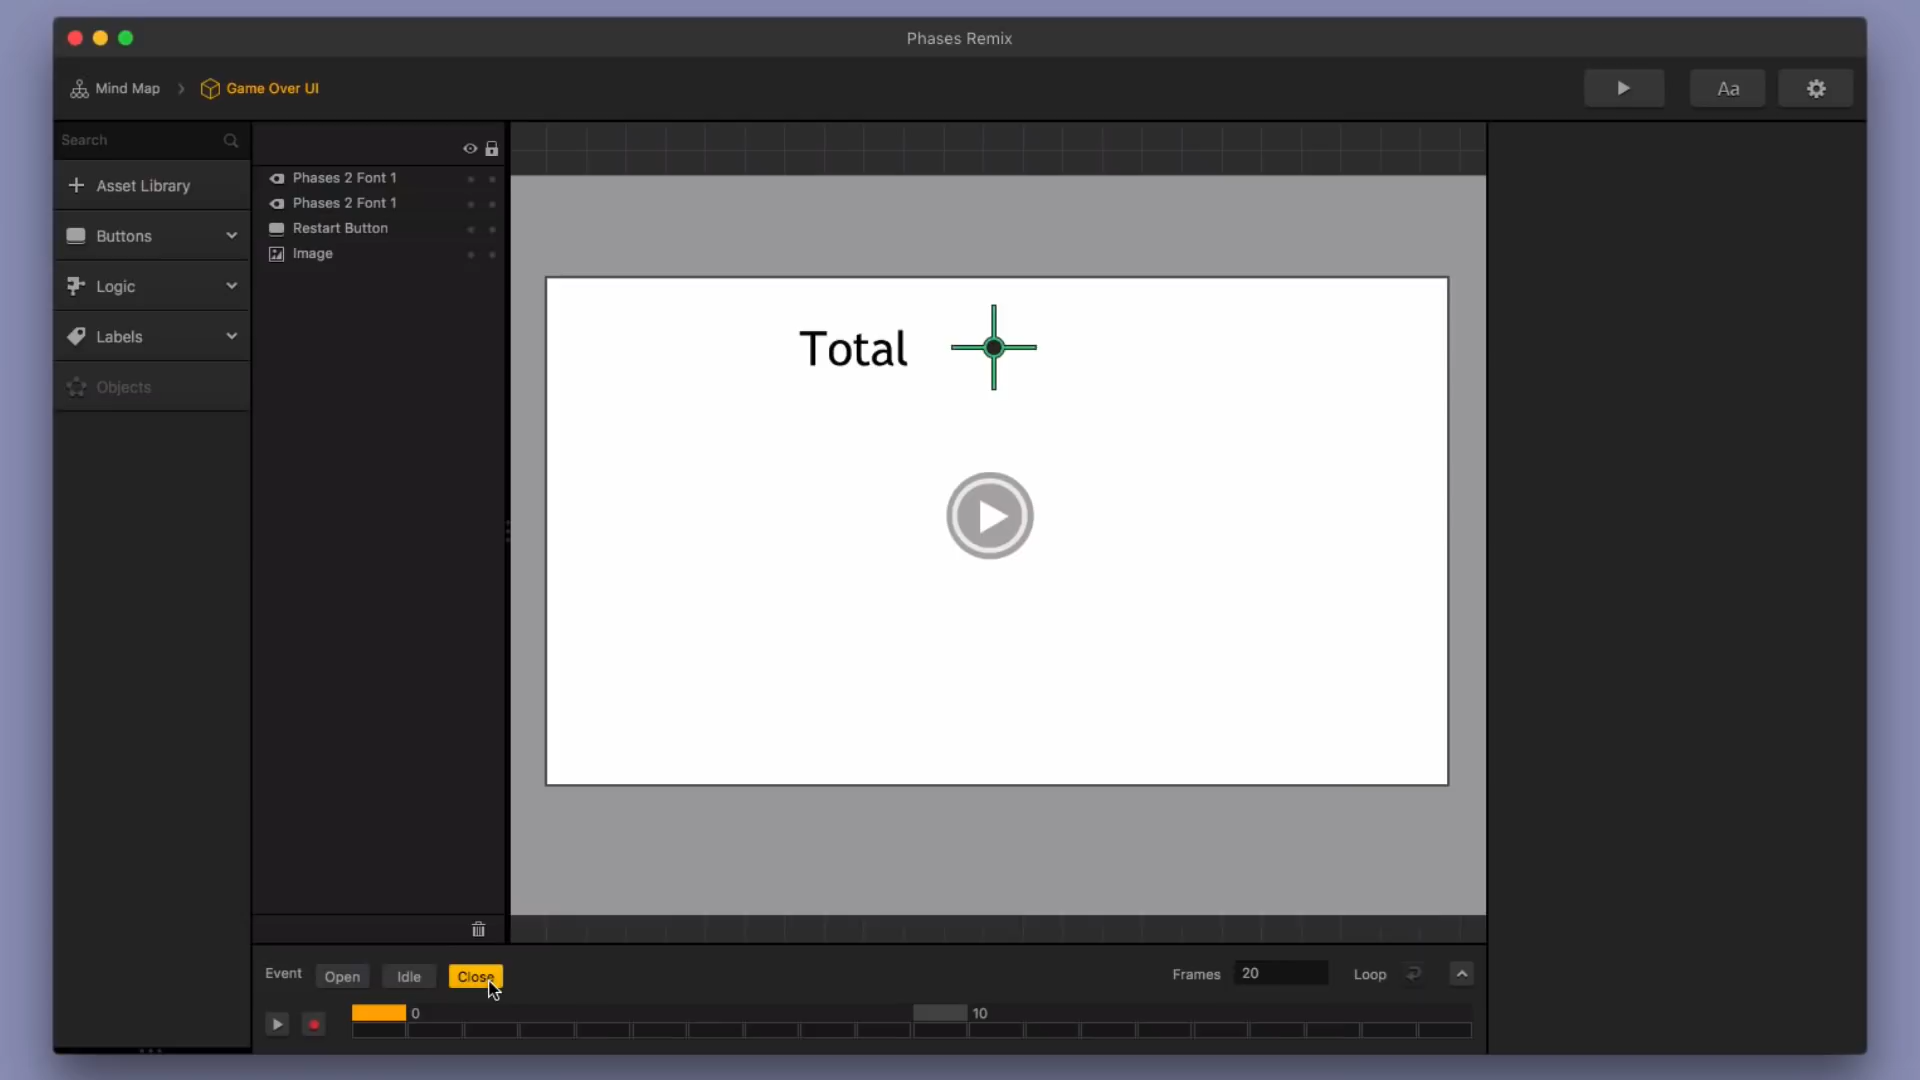 Phases Remix
Mind Map
Game Over UI
Aa
Search
Asset Library
Buttons
Logic
Labels
Objects
Phases 2 Font 1
Phases 2 Font 1
Restart Button
Image
Total
Event Open Idle Close
Frames 20 Loop
0 10